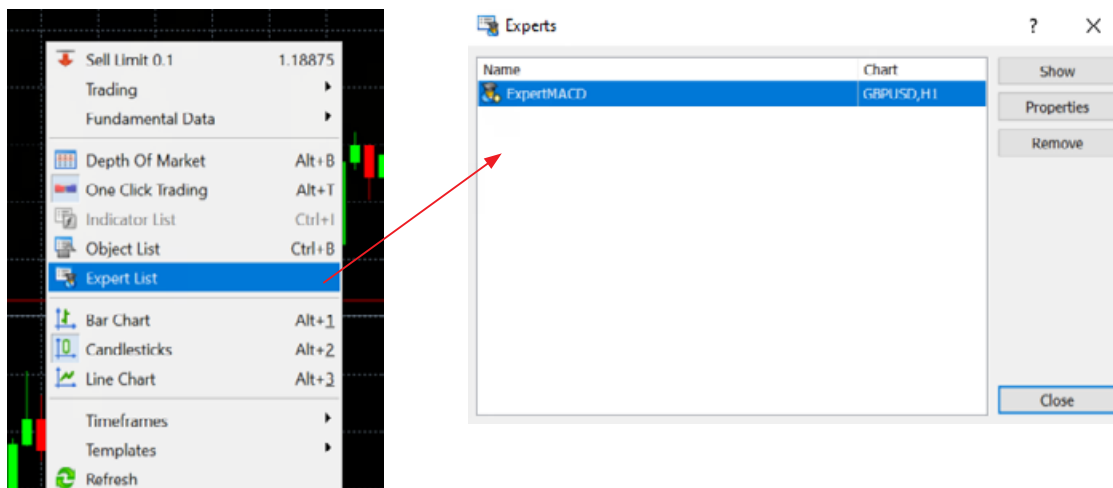 Sell Limit 0.1 1.18875
Trading
Fundamental Data
Depth Of Market Alt+B
One Click Trading Alt+T
Indicator List Ctrl+I
Object List Ctrl+B
Expert List
Bar Chart Alt+1
Candlesticks Alt+2
Line Chart Alt+3
Timeframes
Templates
Refresh
Experts ?
Name Chart
ExpertMACD GBPUSD,H1
Show
Properties
Remove
Close